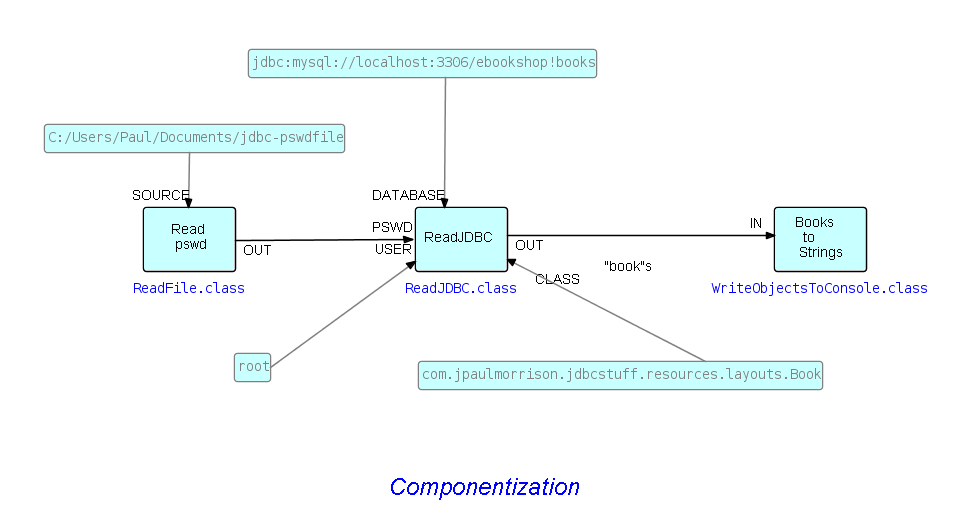 jdbc:mysql://localhost:3306/ebookshop!books
C:/Users/Paul/Documents/jdbc-pswdfile
SOURCE
DATABASE
Read
pswd
OUT
PSWD
USER
ReadJDBC
OUT
IN
Books
to
Strings
"book"s
CLASS
ReadFile.class
ReadJDBC.class
WriteObjectsToConsole.class
root
com.jpaulmorrison.jdbcstuff.resources.layouts.Book
Componentization